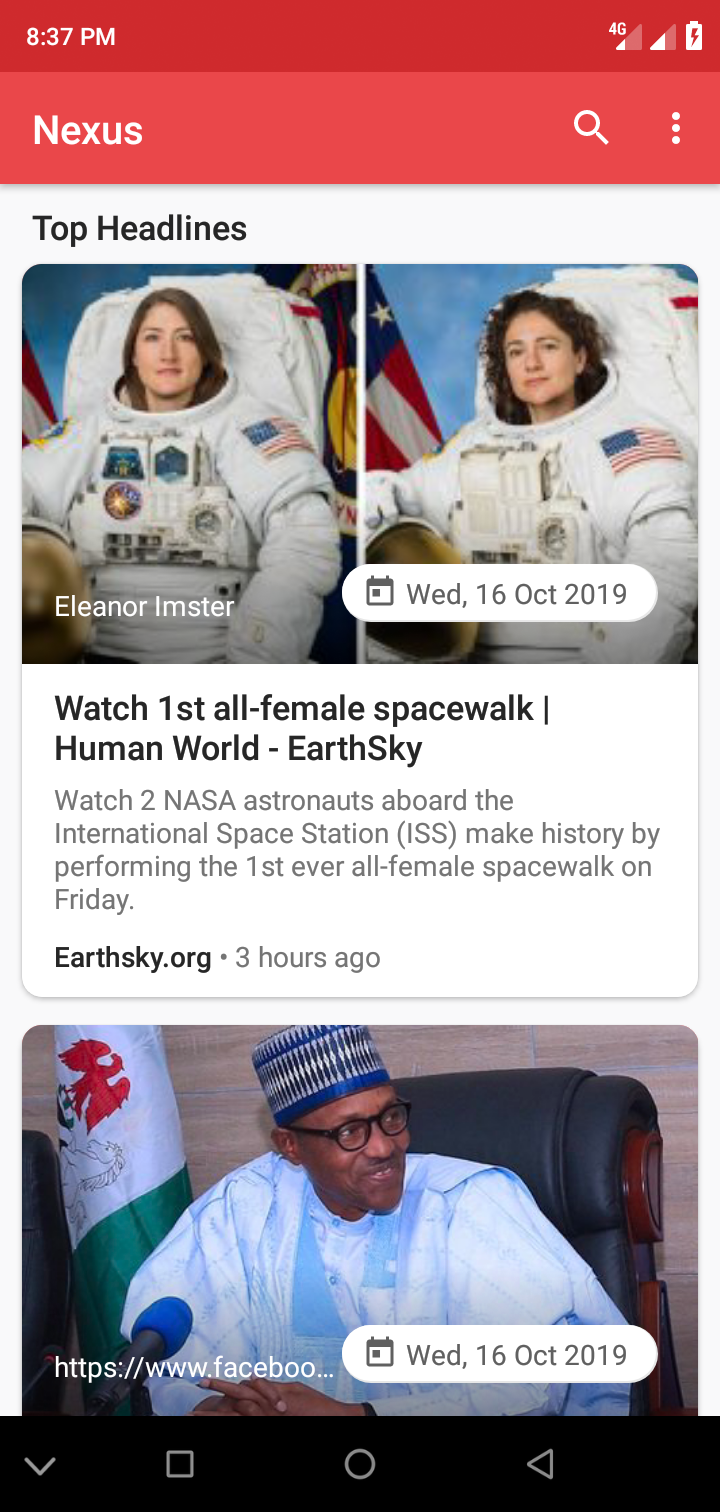 8:37 PM
4G
Nexus
Top Headlines
Eleanor Imster
Wed, 16 Oct 2019
Watch 1st all-female spacewalk |
Human World - EarthSky
Watch 2 NASA astronauts aboard the
International Space Station (ISS) make history by
performing the 1st ever all-female spacewalk on
Friday.
Earthsky.org • 3 hours ago
https://www.faceboo...
Wed, 16 Oct 2019